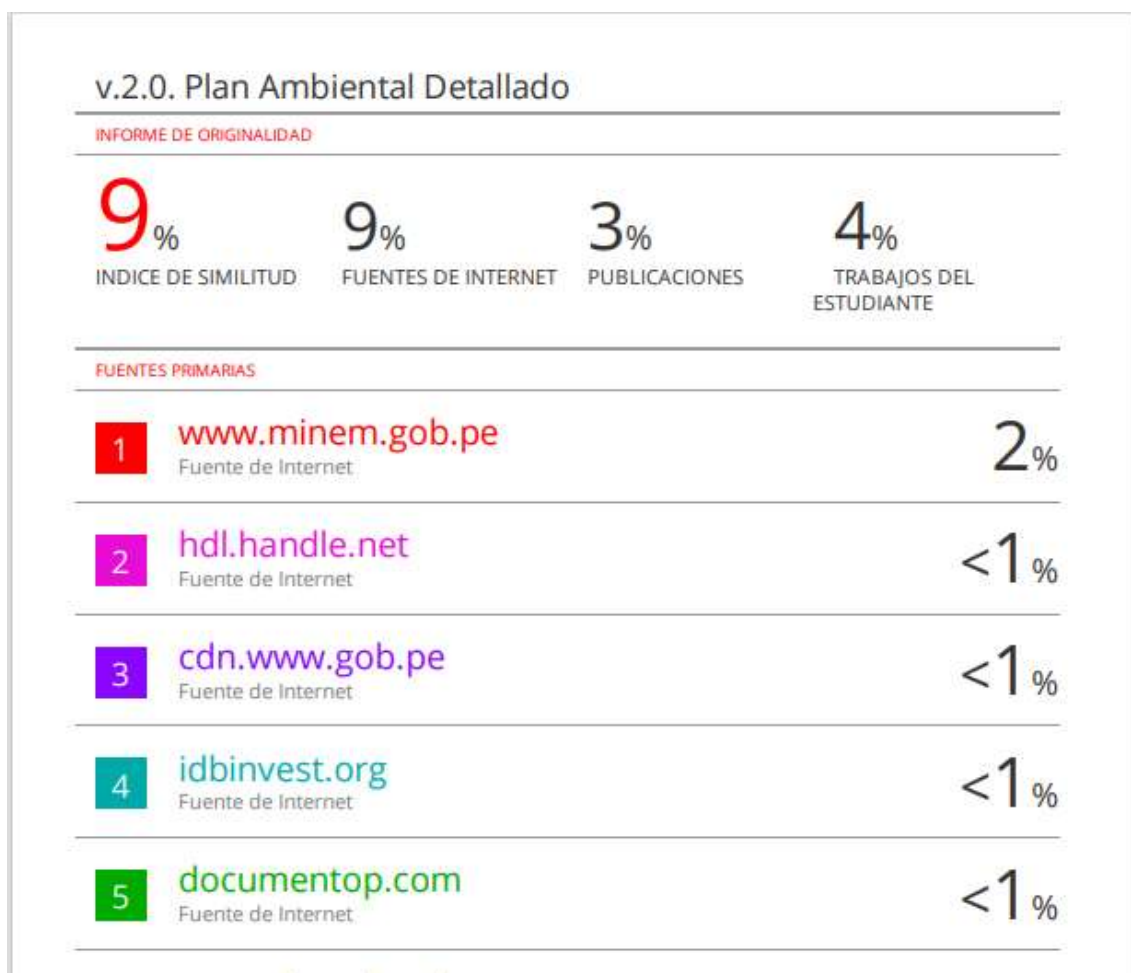 v.2.0. Plan Ambiental Detallado
INFORME DE ORIGINALIDAD
9%
9%
3%
4%
INDICE DE SIMILITUD
FUENTES DE INTERNET
PUBLICACIONES
TRABAJOS DEL
ESTUDIANTE
FUENTES PRIMARIAS
1
www.minem.gob.pe
Fuente de Internet
2%
2
hdl.handle.net
Fuente de Internet
<1%
3
cdn.www.gob.pe
Fuente de Internet
<1%
4
idbinvest.org
Fuente de Internet
<1%
5
documentop.com
Fuente de Internet
<1%